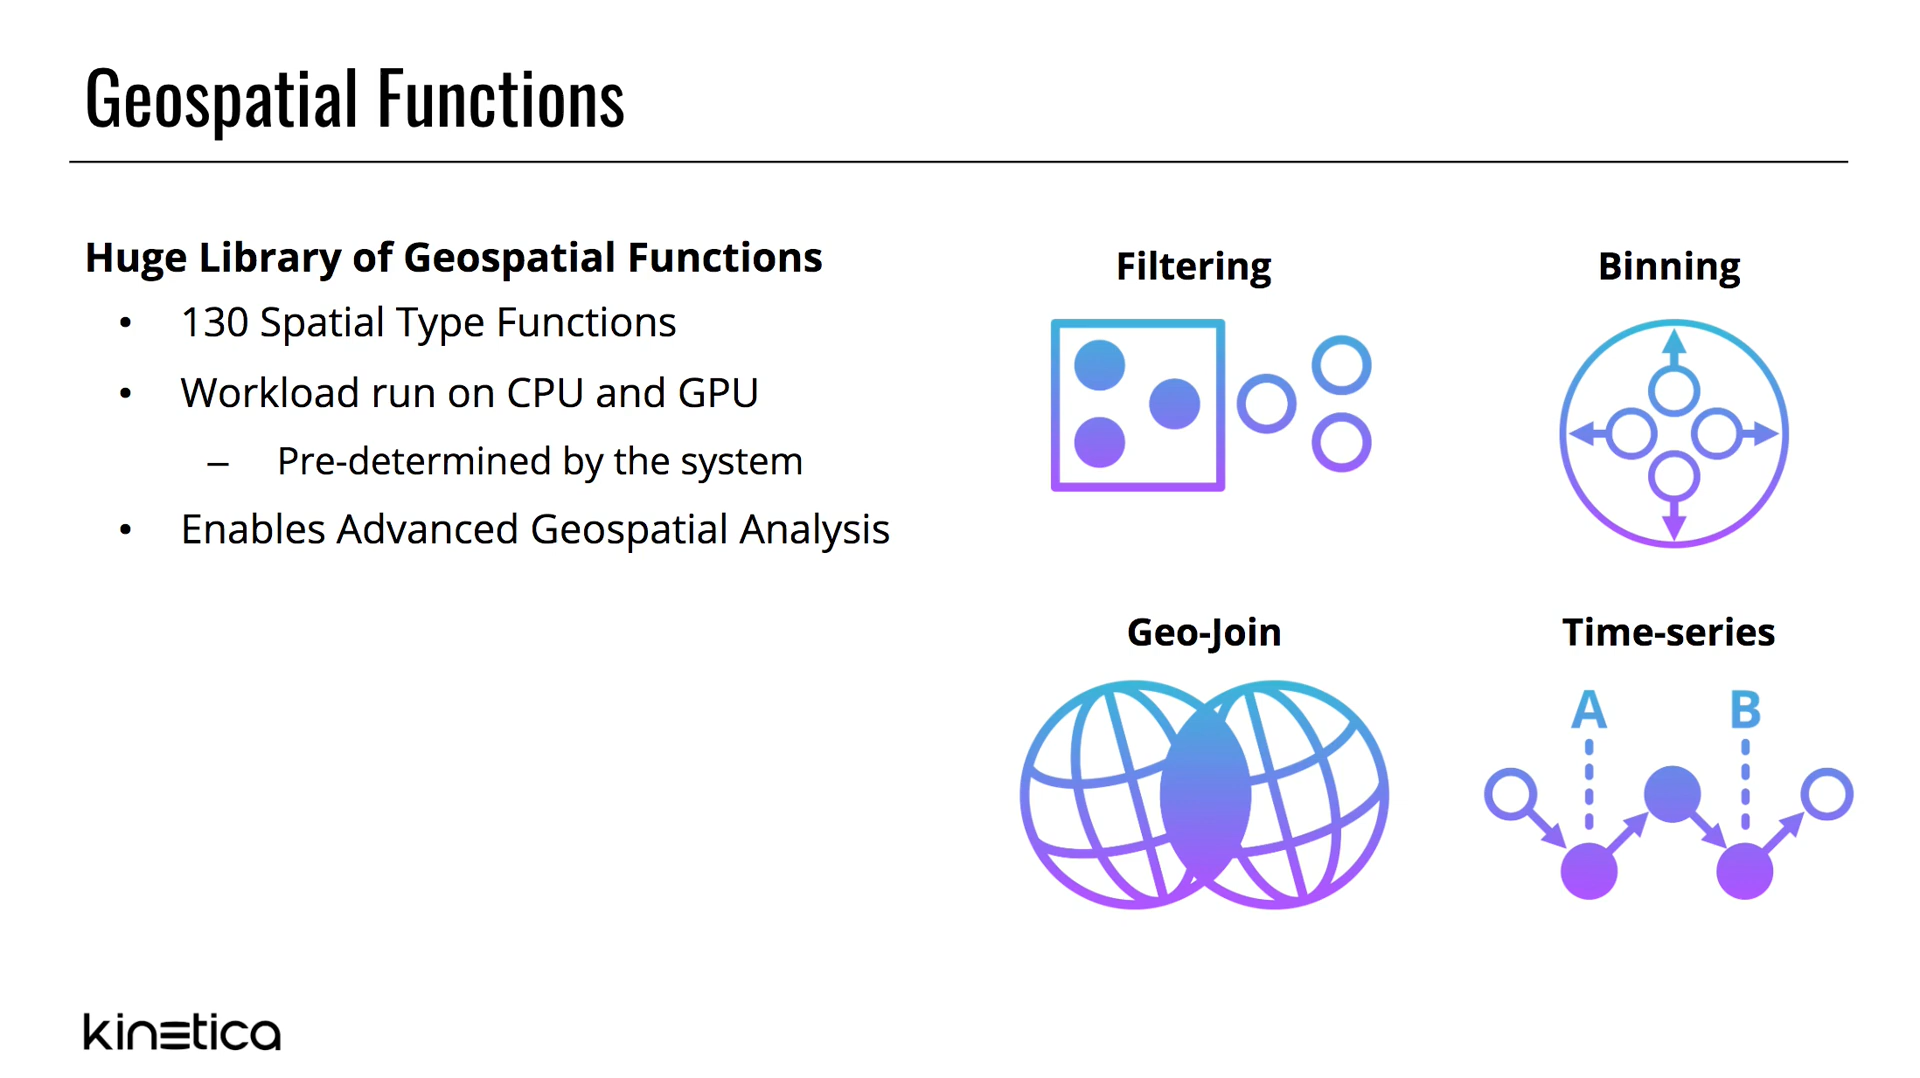 Geospatial Functions
Huge Library of Geospatial Functions
• 130 Spatial Type Functions
• Workload run on CPU and GPU
– Pre-determined by the system
• Enables Advanced Geospatial Analysis
Filtering
Binning
Geo-Join
Time-series
A B
kinetica